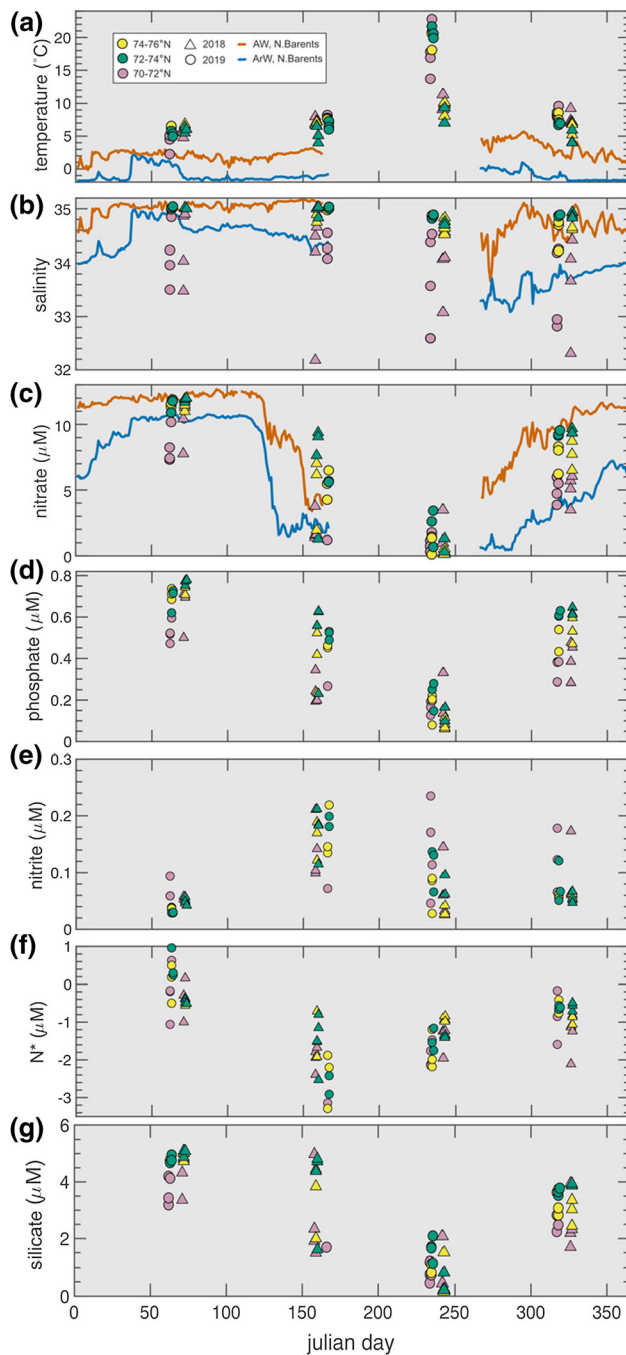 (a)
temperature (°C)
20
15
10
5
0
74-76°N
72-74°N
70-72°N
2018
2019
AW, N.Barents
ArW, N.Barents
(b)
salinity
35
34
33
32
(c)
nitrate (μM)
10
5
0
(d)
phosphate (μM)
0.8
0.6
0.4
0.2
0
(e)
nitrite (μM)
0.3
0.2
0.1
0
(f)
N* (μM)
1
0
-1
-2
-3
(g)
silicate (μM)
6
4
2
0
0 50 100 150 200 250 300 350
julian day